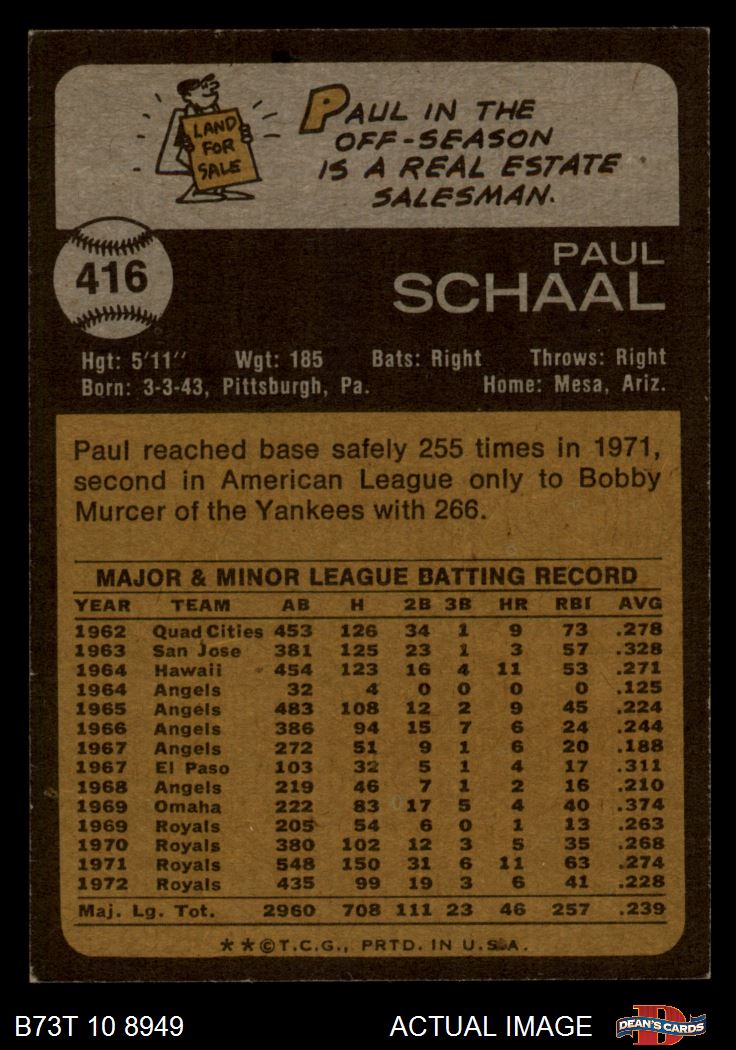 LAND
FOR
SALE
PAUL IN THE
OFF-SEASON
IS A REAL ESTATE
SALESMAN.
416
PAUL
SCHAAL
Hgt: 5'11" Wgt: 185 Bats: Right Throws: Right
Born: 3-3-43, Pittsburgh, Pa. Home: Mesa, Ariz.
Paul reached base safely 255 times in 1971,
second in American League only to Bobby
Murcer of the Yankees with 266.
MAJOR & MINOR LEAGUE BATTING RECORD
YEAR TEAM AB H 2B 3B HR RBI AVG
1962 Quad Cities 453 126 34 1 9 73 .278
1963 San Jose 381 125 23 1 3 57 .328
1964 Hawaii 454 123 16 4 11 53 .271
1964 Angels 32 4 0 0 0 0 .125
1965 Angels 483 108 12 2 9 45 .224
1966 Angels 386 94 15 7 6 24 .244
1967 Angels 272 51 9 1 6 20 .188
1967 El Paso 103 32 5 1 4 17 .311
1968 Angels 219 46 7 1 2 16 .210
1969 Omaha 222 83 17 5 4 40 .374
1969 Royals 205 54 6 0 1 13 .263
1970 Royals 380 102 12 3 5 35 .268
1971 Royals 548 150 31 6 11 63 .274
1972 Royals 435 99 19 3 6 41 .228
Maj. Lg. Tot. 2960 708 111 23 46 257 .239
**©T.C.G., PRTD. IN U.S.A.
B73T 10 8949 ACTUAL IMAGE D DEAN'S CARDS